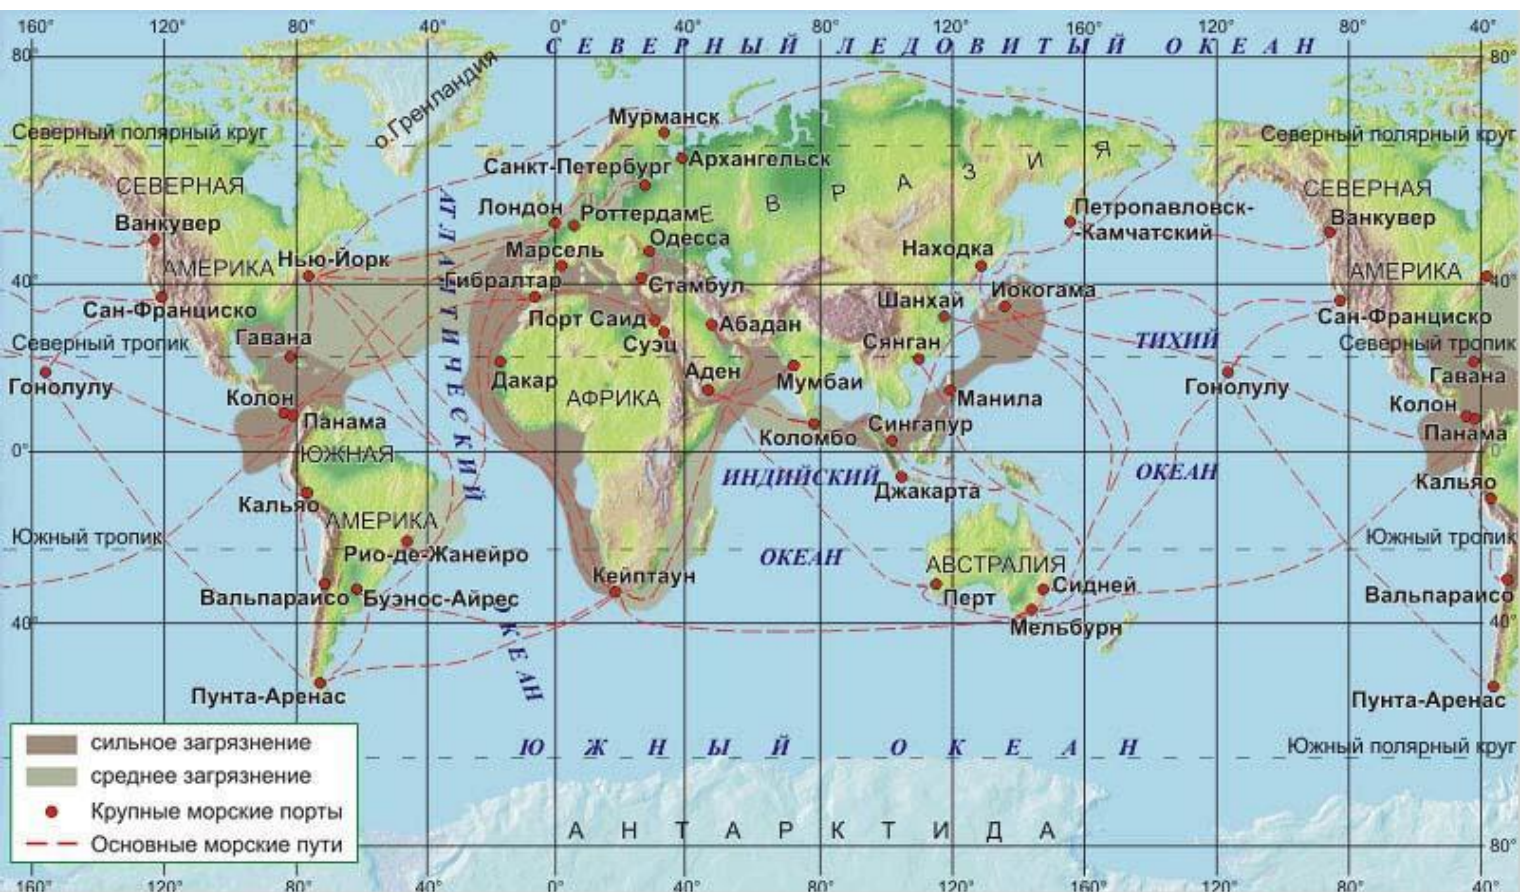 160° 120° 80° 40° 0° 40° 80° 120° 160° 120° 80° 40°
СЕВЕРНЫЙ ЛЕДОВИТЫЙ ОКЕАН
80° 80°
о.Гренландия
Мурманск
Северный полярный круг
Северный полярный круг
Санкт-Петербург
Архангельск
ЕВРАЗИЯ
СЕВЕРНАЯ
АМЕРИКА
СЕВЕРНАЯ
АМЕРИКА
Лондон
Роттердам
Петропавловск-
-Камчатский
Ванкувер
Ванкувер
Марсель
Одесса
Находка
Нью-Йорк
Гибралтар
Стамбул
Иокогама
40° 40°
Сан-Франциско
Порт Саид
Абадан
Шанхай
Сан-Франциско
Гавана
Суэц
Сянган
ТИХИЙ
Северный тропик
Северный тропик
Гонолулу
Дакар
АФРИКА
Аден
Мумбаи
Манила
Гонолулу
Гавана
Колон
Колон
Панама
Коломбо
Сингапур
Панама
0° 0°
АТЛАНТИЧЕСКИЙ
ОКЕАН
ЮЖНАЯ
АМЕРИКА
ИНДИЙСКИЙ
ОКЕАН
ОКЕАН
Джакарта
Кальяо
Кальяо
Южный тропик
Южный тропик
Рио-де-Жанейро
АВСТРАЛИЯ
Кейптаун
Вальпараисо
Буэнос-Айрес
Перт
Сидней
Вальпараисо
40° 40°
Мельбурн
Пунта-Аренас
Пунта-Аренас
ЮЖНЫЙ ОКЕАН
Южный полярный круг
сильное загрязнение
среднее загрязнение
Крупные морские порты
Основные морские пути
АНТАРКТИДА
80°
160° 120° 80° 40° 0° 40° 80° 120° 160° 120° 80° 40°